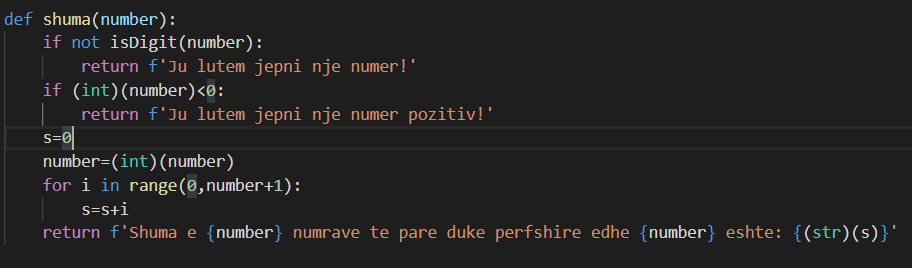 def shuma(number):
    if not isDigit(number):
        return f'Ju lutem jepni nje numer!'
    if (int)(number)<0:
        return f'Ju lutem jepni nje numer pozitiv!'
    s=0
    number=(int)(number)
    for i in range(0,number+1):
        s=s+i
    return f'Shuma e {number} numrave te pare duke perfshire edhe {number} eshte: {(str)(s)}'